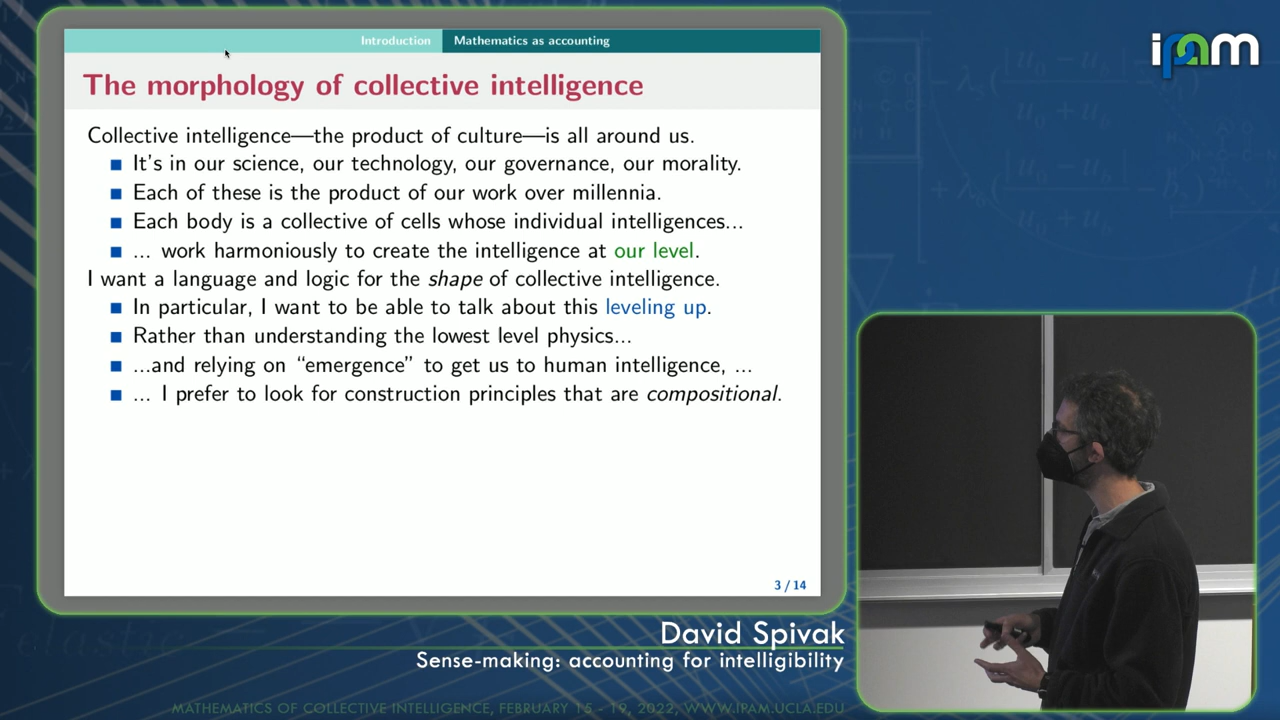 Introduction
Mathematics as accounting
The morphology of collective intelligence
Collective intelligence—the product of culture—is all around us.
It's in our science, our technology, our governance, our morality.
Each of these is the product of our work over millennia.
Each body is a collective of cells whose individual intelligences...
... work harmoniously to create the intelligence at our level.
I want a language and logic for the shape of collective intelligence.
In particular, I want to be able to talk about this leveling up.
Rather than understanding the lowest level physics...
...and relying on “emergence” to get us to human intelligence, ...
... I prefer to look for construction principles that are compositional.
3 / 14
ipam
David Spivak
Sense-making: accounting for intelligibility
MATHEMATICS OF COLLECTIVE INTELLIGENCE, FEBRUARY 15 - 19, 2022, WWW.IPAM.UCLA.EDU